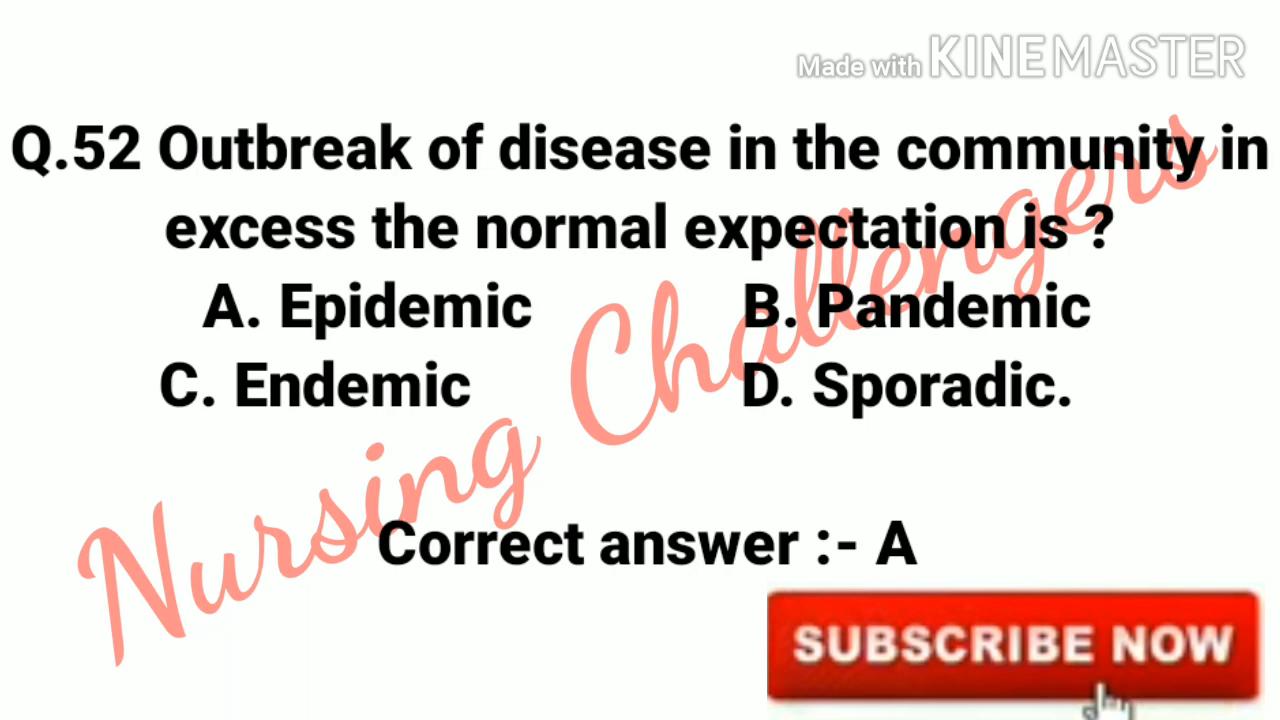 Made with KINEMASTER
Q.52 Outbreak of disease in the community in
excess the normal expectation is ?
A. Epidemic B. Pandemic
C. Endemic D. Sporadic.
Nursing Challengers
Correct answer :- A
SUBSCRIBE NOW